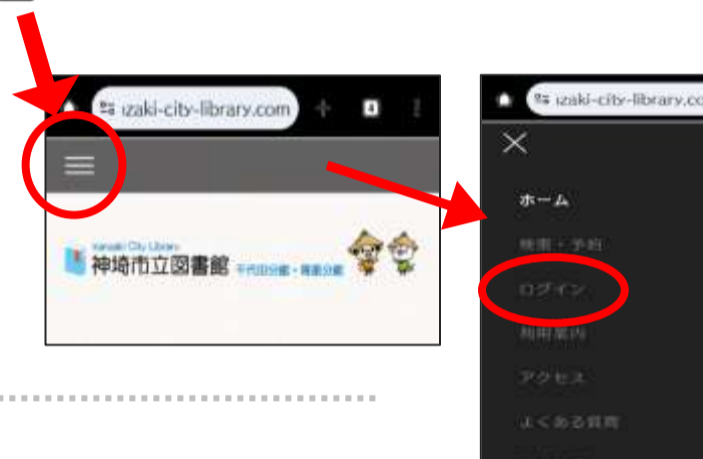 izaki-city-library.com
4
Kanzaki City Library
神埼市立図書館 千代田分館・脊振分館
izaki-city-library.co
ホーム
検索・予約
ログイン
利用案内
アクセス
よくある質問